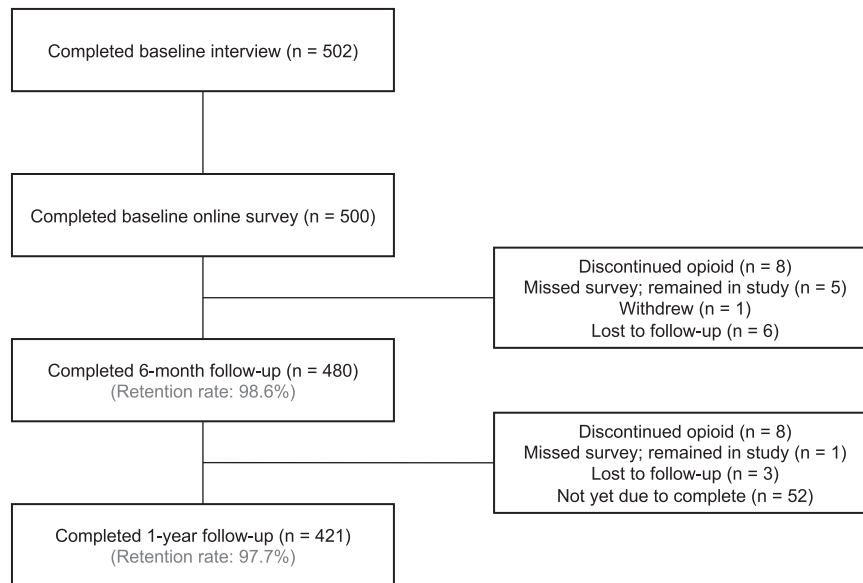 Completed baseline interview (n = 502)
Completed baseline online survey (n = 500)
Discontinued opioid (n = 8)
Missed survey; remained in study (n = 5)
Withdrew (n = 1)
Lost to follow-up (n = 6)
Completed 6-month follow-up (n = 480)
(Retention rate: 98.6%)
Discontinued opioid (n = 8)
Missed survey; remained in study (n = 1)
Lost to follow-up (n = 3)
Not yet due to complete (n = 52)
Completed 1-year follow-up (n = 421)
(Retention rate: 97.7%)